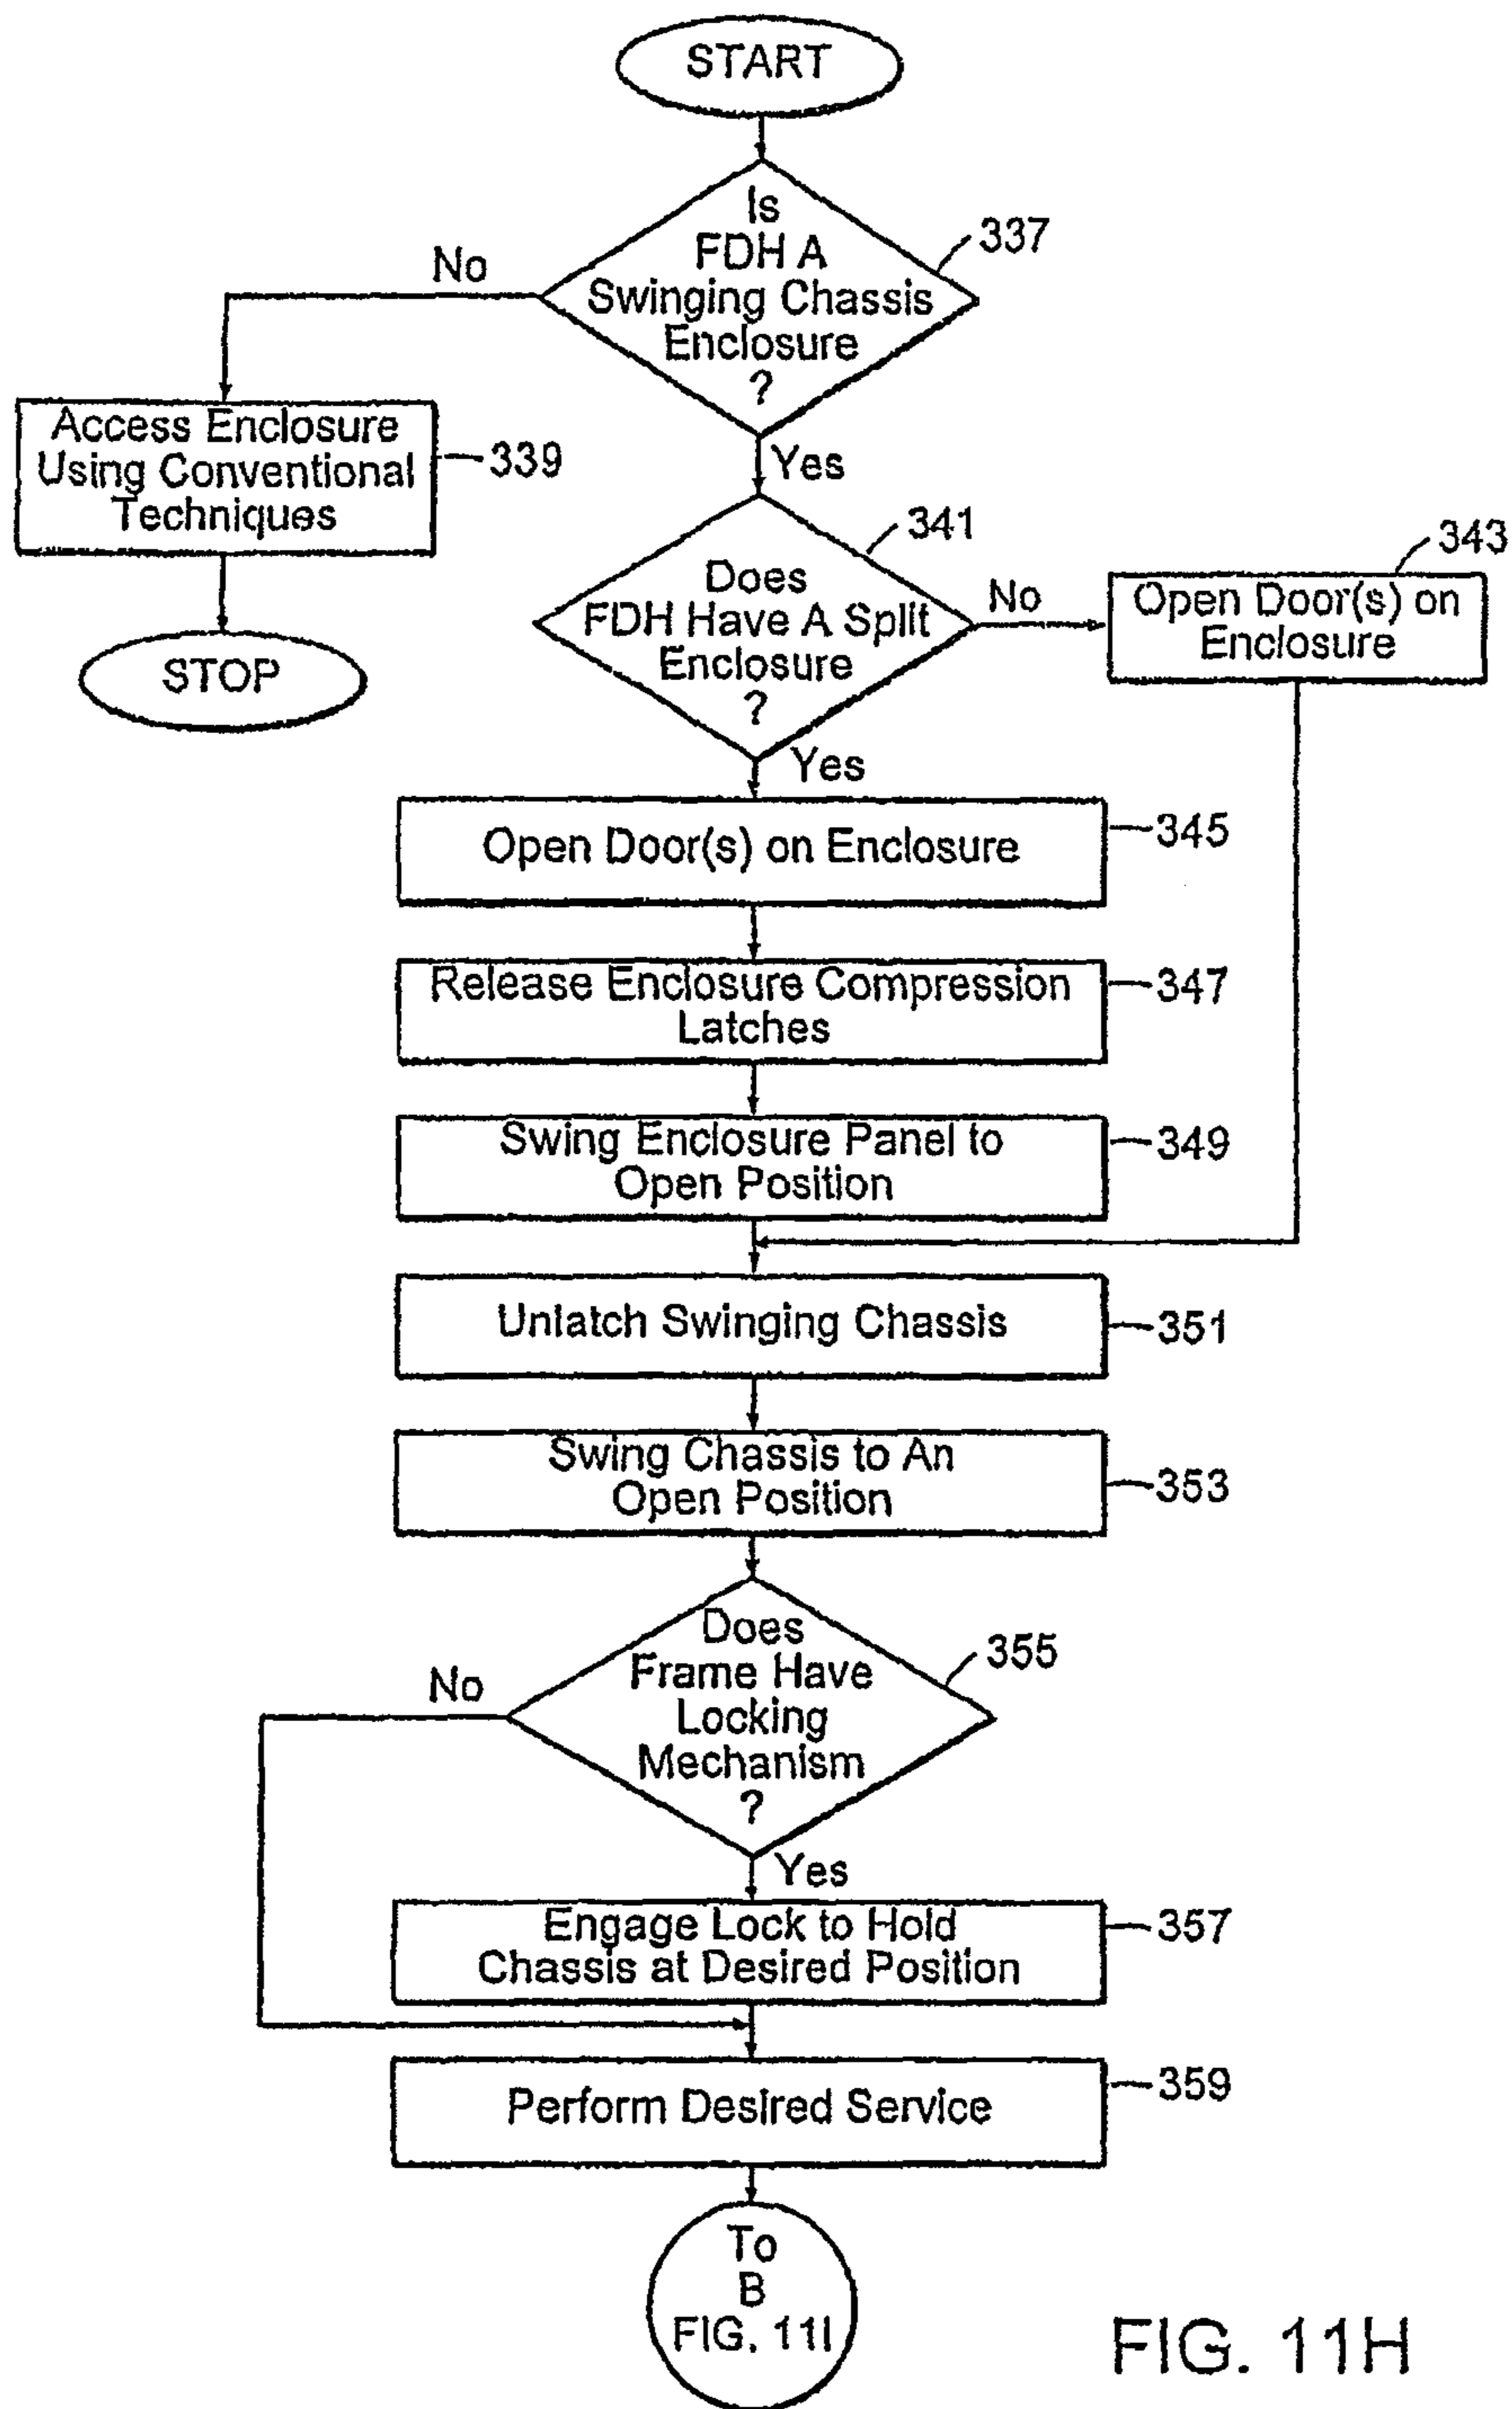 START
Is
FDH A
Swinging Chassis
Enclosure
?
337
No
Yes
Access Enclosure
Using Conventional
Techniques
339
STOP
341
Does
FDH Have A Split
Enclosure
?
No
Yes
343
Open Door(s) on
Enclosure
Open Door(s) on Enclosure
345
Release Enclosure Compression
Latches
347
Swing Enclosure Panel to
Open Position
349
Unlatch Swinging Chassis
351
Swing Chassis to An
Open Position
353
Does
Frame Have
Locking
Mechanism
?
355
No
Yes
Engage Lock to Hold
Chassis at Desired Position
357
Perform Desired Service
359
To
B
FIG. 11I
FIG. 11H